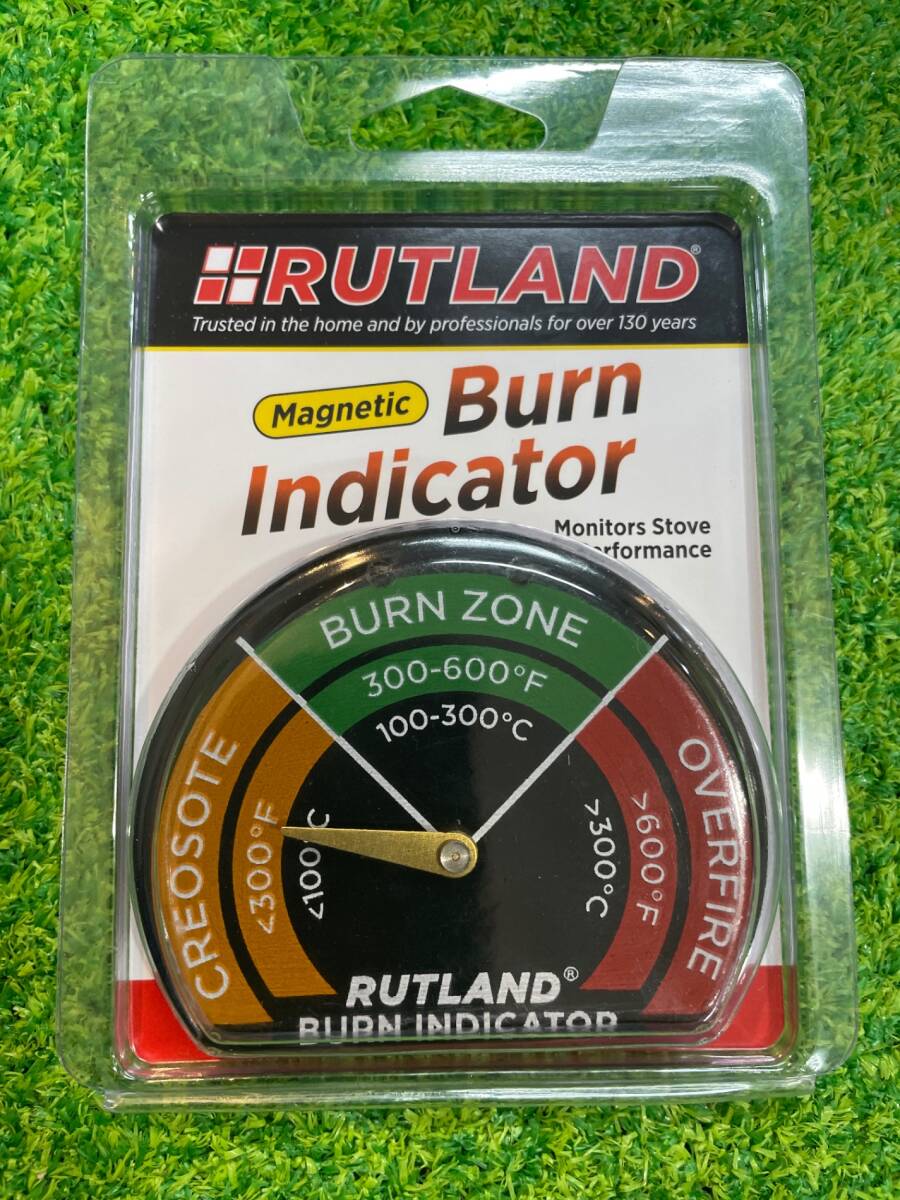 RUTLAND®
Trusted in the home and by professionals for over 130 years
Magnetic Burn
Indicator
Monitors Stove
BURN ZONE
300-600°F
100-300°C
CREOSOTE
<300°F
OVERFIRE
>600°F
>300°C
RUTLAND®
BURN INDICATOR